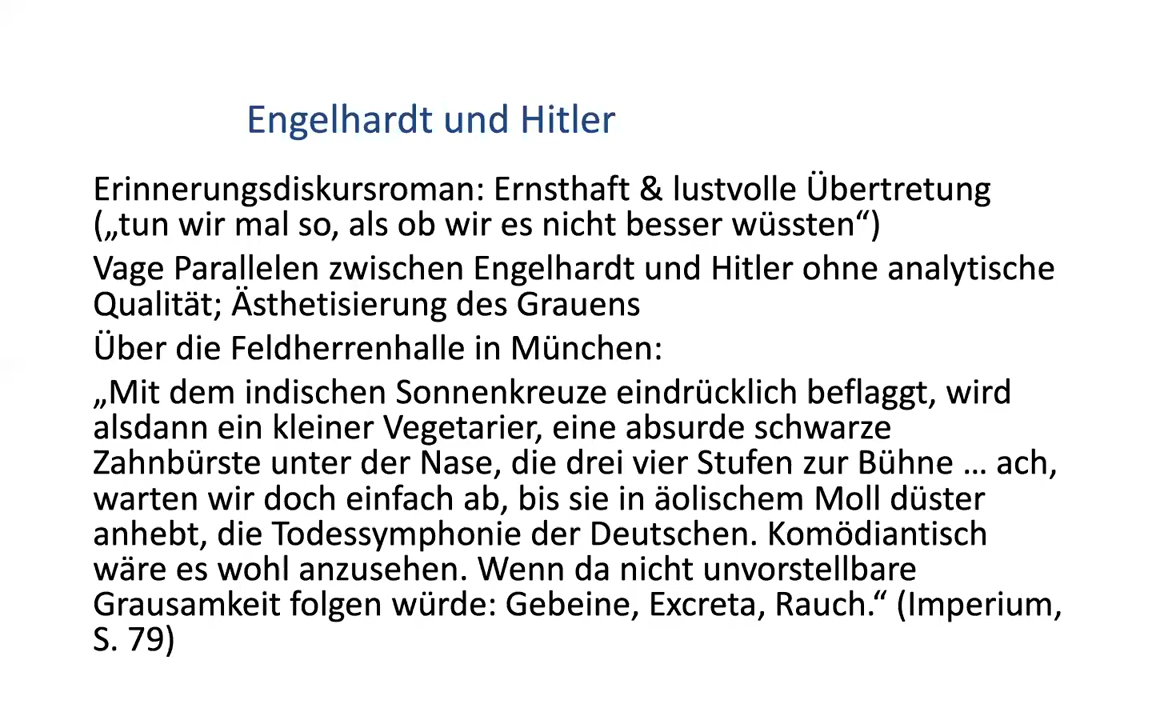 Engelhardt und Hitler
Erinnerungsdiskursroman: Ernsthaft & lustvolle Übertretung
(„tun wir mal so, als ob wir es nicht besser wüssten“)
Vage Parallelen zwischen Engelhardt und Hitler ohne analytische
Qualität; Ästhetisierung des Grauens
Über die Feldherrenhalle in München:
„Mit dem indischen Sonnenkreuze eindrücklich beflaggt, wird
alsdann ein kleiner Vegetarier, eine absurde schwarze
Zahnbürste unter der Nase, die drei vier Stufen zur Bühne ... ach,
warten wir doch einfach ab, bis sie in äolischem Moll düster
anhebt, die Todessymphonie der Deutschen. Komödiantisch
wäre es wohl anzusehen. Wenn da nicht unvorstellbare
Grausamkeit folgen würde: Gebeine, Excreta, Rauch.“ (Imperium,
S. 79)